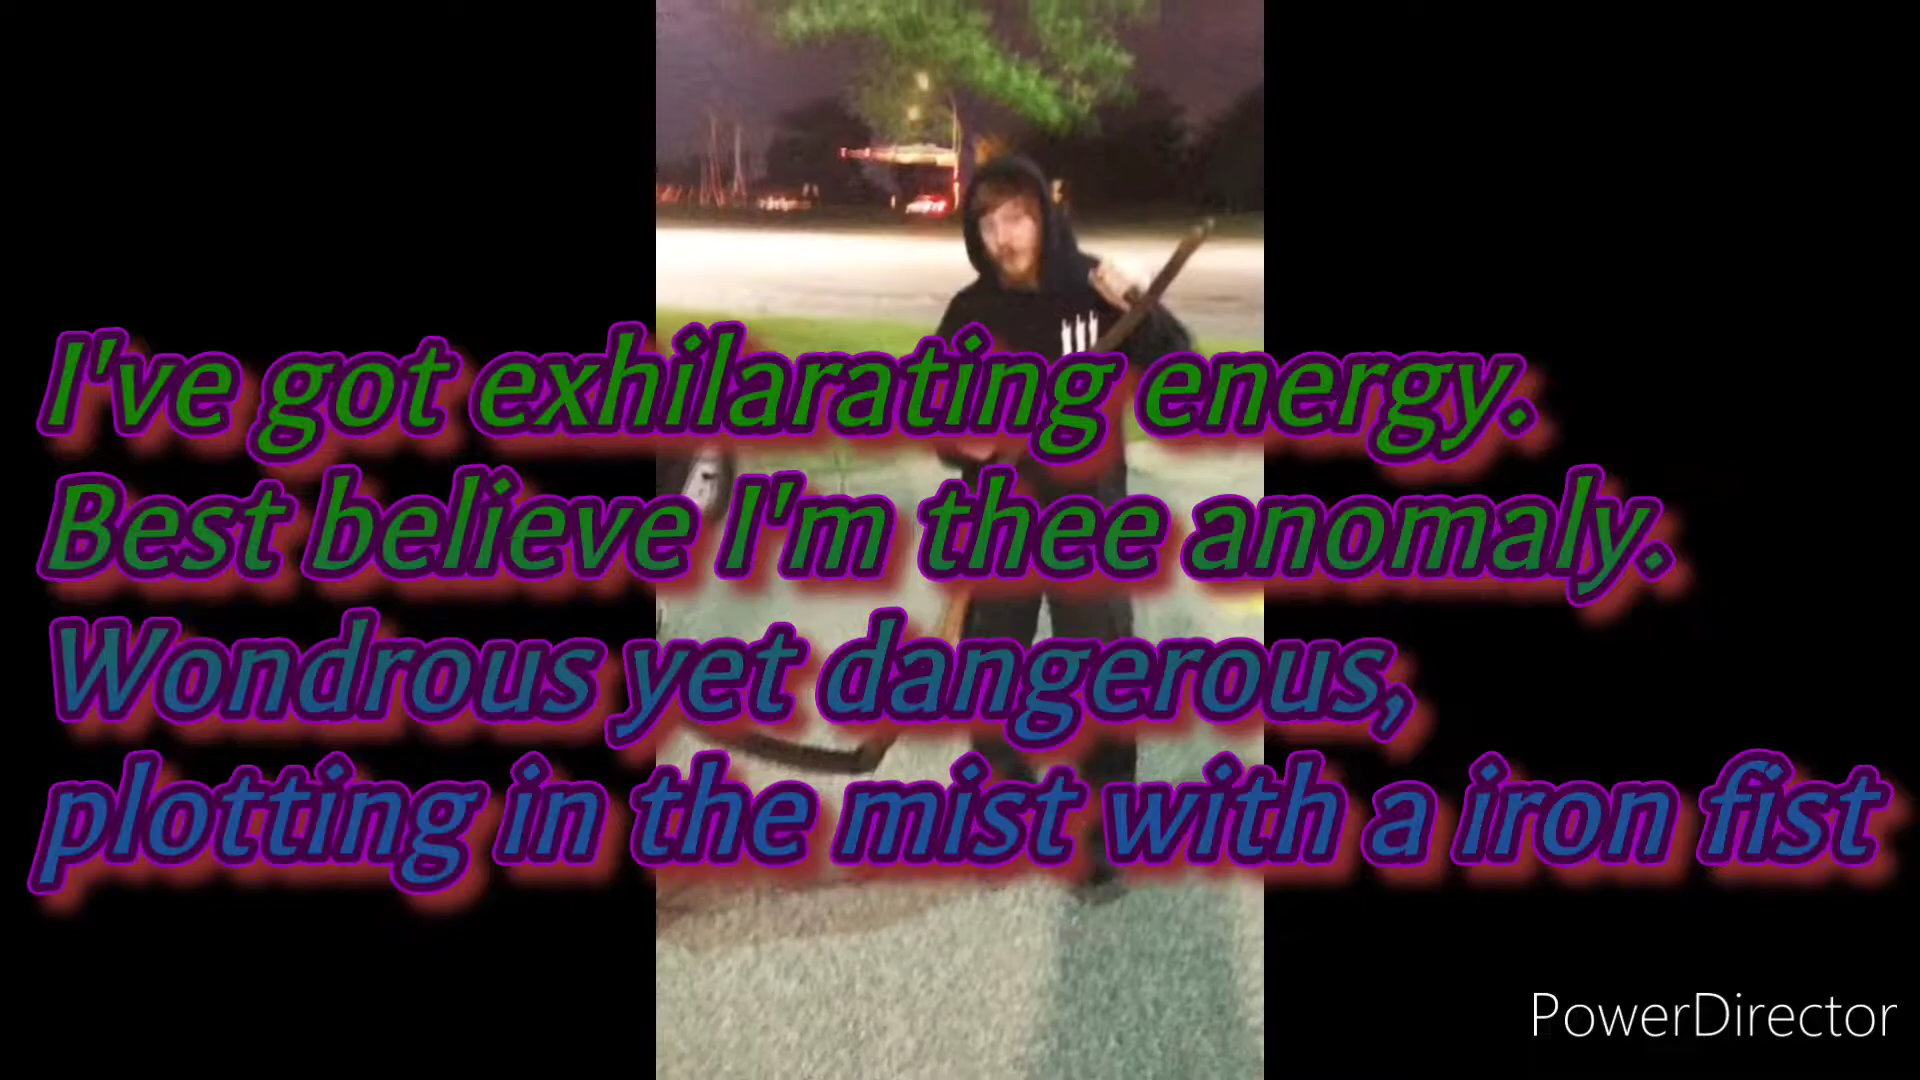 I've got exhilarating energy.
Best believe I'm thee anomaly.
Wondrous yet dangerous,
plotting in the mist with a iron fist
PowerDirector